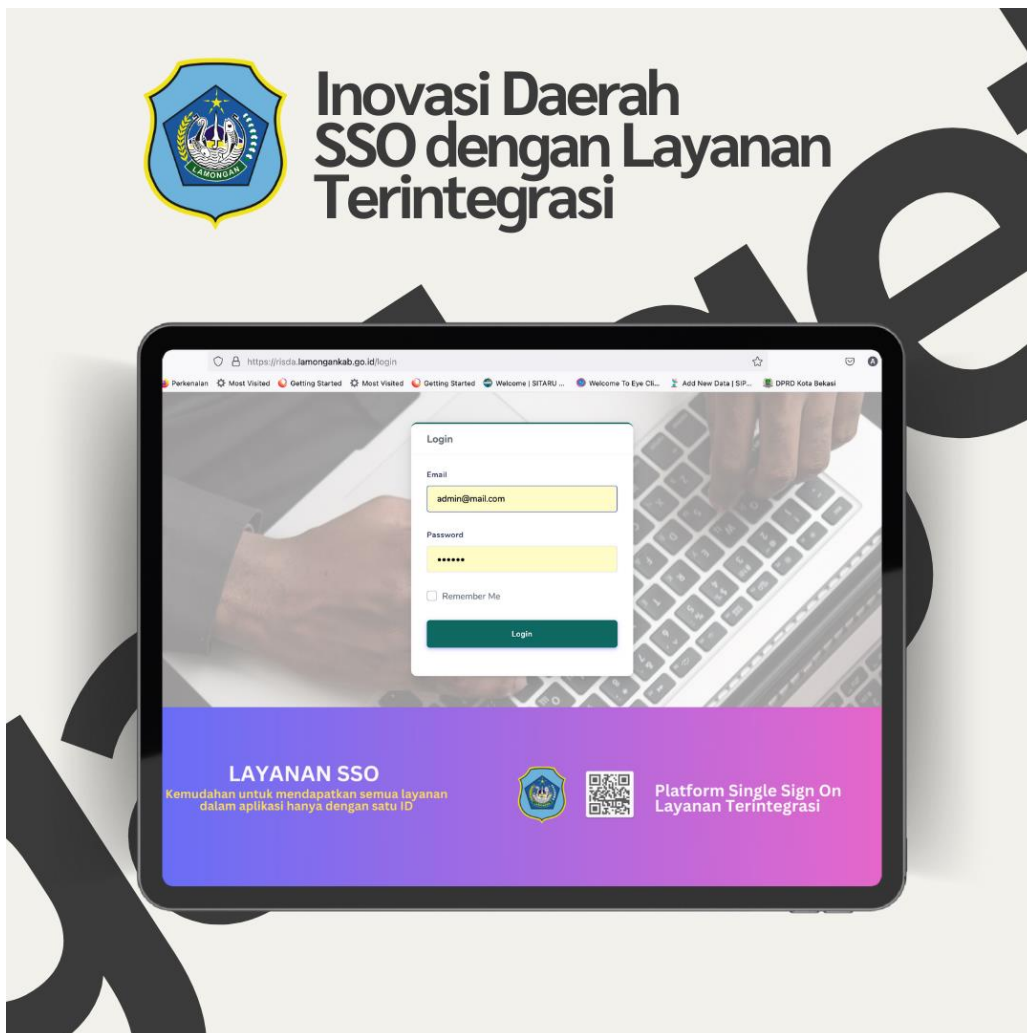 LAMONGAN
Inovasi Daerah
SSO dengan Layanan
Terintegrasi
https://risda.lamongankab.go.id/login
Perkenalan Most Visited Getting Started Most Visited Getting Started Welcome | SITARU ... Welcome To Eye Cli... Add New Data | SIP... DPRD Kota Bekasi
Login
Email
admin@mail.com
Password
••••••
Remember Me
Login
LAYANAN SSO
Kemudahan untuk mendapatkan semua layanan
dalam aplikasi hanya dengan satu ID
Platform Single Sign On
Layanan Terintegrasi